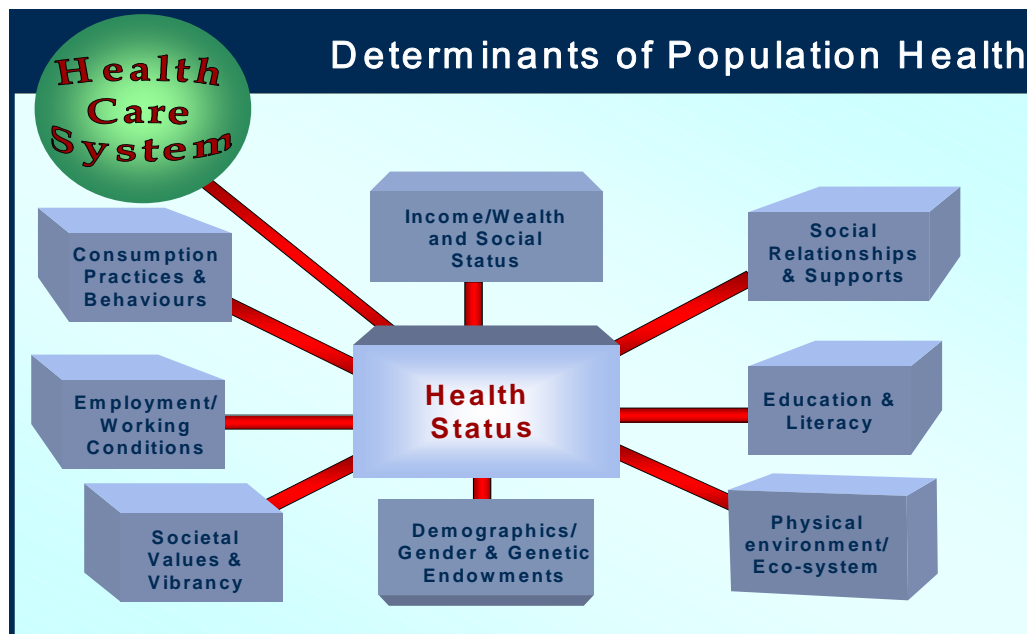 Determinants of Population Health
Health
Care
System
Income/Wealth
and Social
Status
Social
Relationships
& Supports
Consumption
Practices &
Behaviours
Health
Status
Employment/
Working
Conditions
Education &
Literacy
Societal
Values &
Vibrancy
Demographics/
Gender & Genetic
Endowments
Physical
environment/
Eco-system